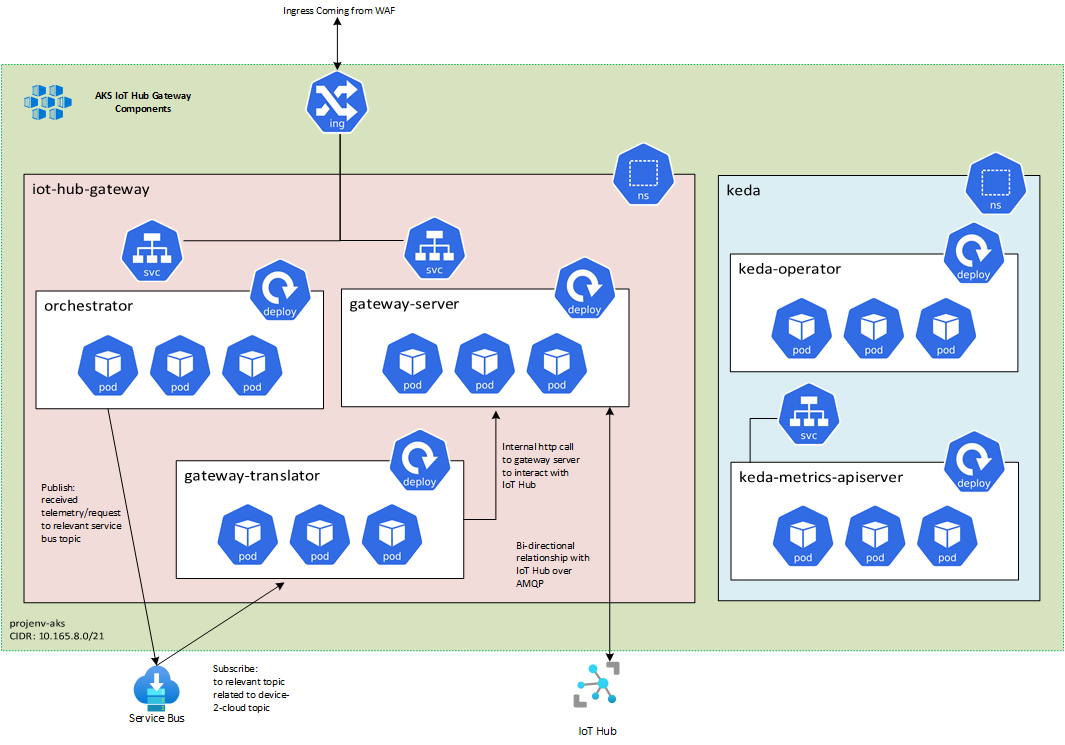 Ingress Coming from WAF
AKS IoT Hub Gateway
Components
ing
iot-hub-gateway
ns
svc
svc
orchestrator
deploy
pod
pod
pod
gateway-server
deploy
pod
pod
pod
gateway-translator
deploy
pod
pod
pod
Internal http call
to gateway server
to interact with
IoT Hub
Publish:
received
telemetry/request
to relevant service
bus topic
Bi-directional
relationship with
IoT Hub over
AMQP
keda
ns
keda-operator
deploy
pod
pod
pod
svc
keda-metrics-apiserver
deploy
pod
pod
pod
projenv-aks
CIDR: 10.165.8.0/21
Service Bus
Subscribe:
to relevant topic
related to device-
2-cloud topic
IoT Hub